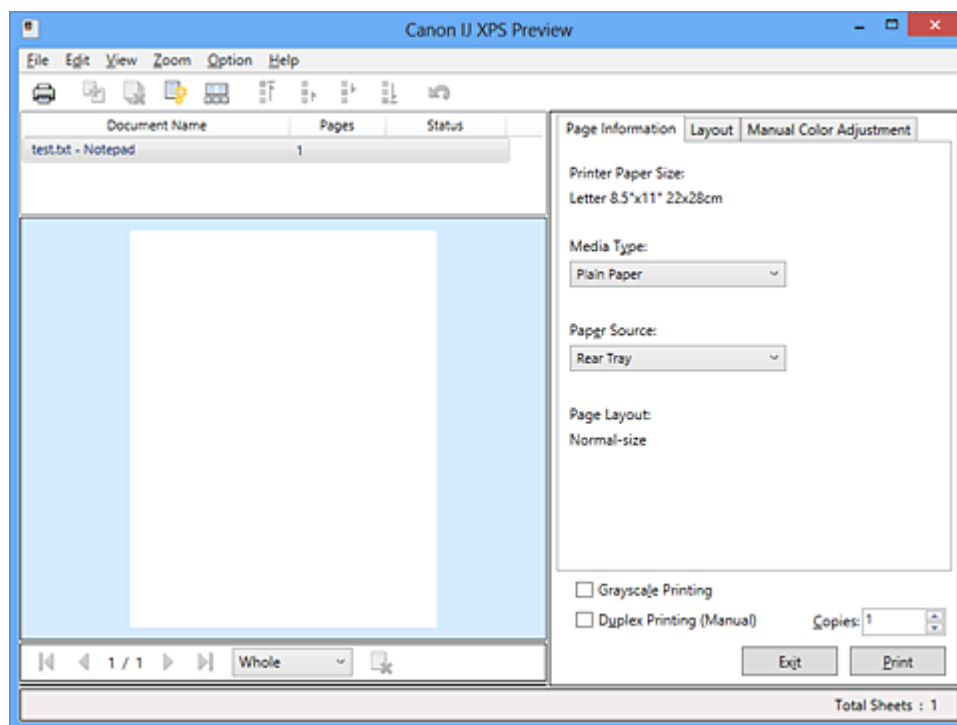 Canon IJ XPS Preview
File Edit View Zoom Option Help
Document Name Pages Status
test.txt - Notepad 1
Page Information Layout Manual Color Adjustment
Printer Paper Size:
Letter 8.5"x11" 22x28cm
Media Type:
Plain Paper
Paper Source:
Rear Tray
Page Layout:
Normal-size
Grayscale Printing
Duplex Printing (Manual) Copies: 1
1 / 1 Whole Exit Print
Total Sheets : 1